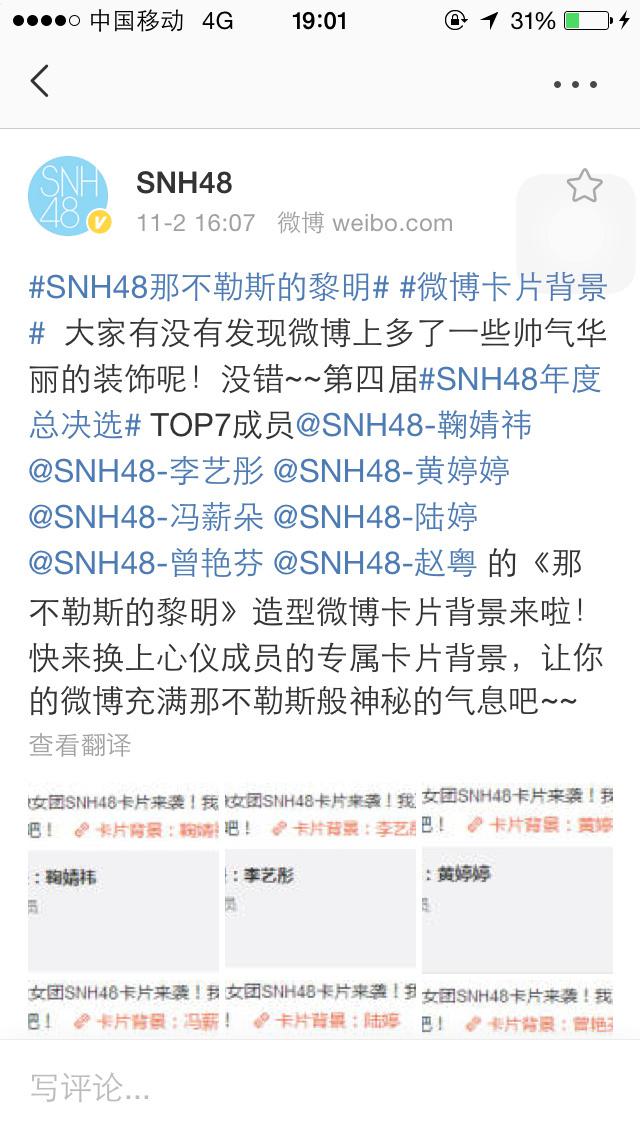 中国移动 4G 19:01 31%
SNH48
SNH
48
11-2 16:07 微博 weibo.com
#SNH48那不勒斯的黎明# #微博卡片背景
# 大家有没有发现微博上多了一些帅气华
丽的装饰呢！没错~~第四届#SNH48年度
总决选# TOP7成员@SNH48-鞠婧祎
@SNH48-李艺彤 @SNH48-黄婷婷
@SNH48-冯薪朵 @SNH48-陆婷
@SNH48-曾艳芬 @SNH48-赵粤 的《那
不勒斯的黎明》造型微博卡片背景来啦！
快来换上心仪成员的专属卡片背景，让你
的微博充满那不勒斯般神秘的气息吧~~
查看翻译
女团SNH48卡片来袭！我 女团SNH48卡片来袭！我 女团SNH48卡片来袭！我
吧！ 卡片背景：鞠婧 吧！ 卡片背景：李艺 吧！ 卡片背景：黄婷
：鞠婧祎 ：李艺彤 ：黄婷婷
员 员 员
女团SNH48卡片来袭！我 女团SNH48卡片来袭！我 女团SNH48卡片来袭！我
吧！ 卡片背景：冯薪 ！ 卡片背景：陆婷 吧！ 卡片背景：曾艳
写评论...